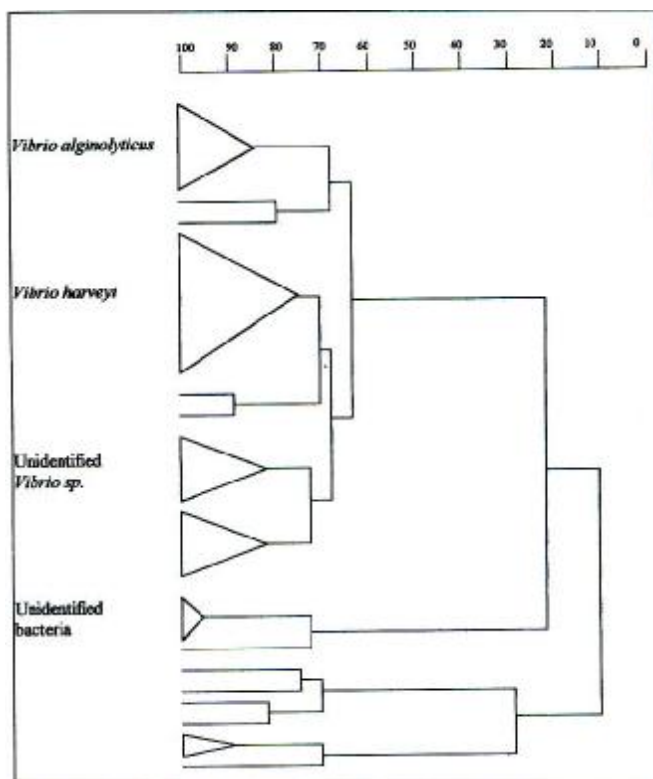 100 90 80 70 60 50 40 30 20 10 0
Vibrio alginolyticus
Vibrio harveyi
Unidentified
Vibrio sp.
Unidentified
bacteria